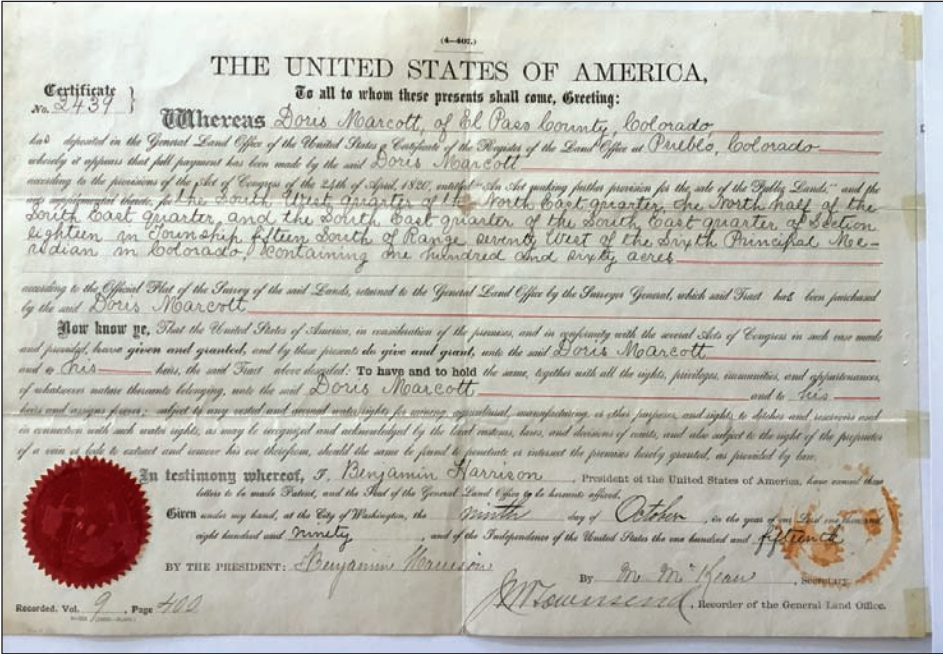 (4—407.)
THE UNITED STATES OF AMERICA,
Certificate
No. 2439
To all to whom these presents shall come, Greeting:
Whereas Doris Marcott, of El Paso County, Colorado,
has deposited in the General Land Office of the United States a Certificate of the Register of the Land Office at Pueblo, Colorado
whereby it appears that full payment has been made by the said Doris Marcott
according to the provisions of the Act of Congress of the 24th of April, 1820, entitled "An Act making further provision for the sale of the Public Lands," and the
acts supplemental thereto, for the South West quarter of the North East quarter, the North half of the
South East quarter, and the South East quarter of the South East quarter of Section
eighteen in Township fifteen South of Range seventy West of the Sixth Principal Me-
ridian in Colorado, containing one hundred and sixty acres
according to the Official Plat of the Survey of the said Lands, returned to the General Land Office by the Surveyor General, which said Tract has been purchased
by the said Doris Marcott
Now know ye, That the United States of America, in consideration of the premises, and in conformity with the several Acts of Congress in such case made
and provided, have given and granted, and by these presents do give and grant, unto the said Doris Marcott
and to his heirs, the said Tract above described: To have and to hold the same, together with all the rights, privileges, immunities, and appurtenances,
of whatsoever nature thereunto belonging, unto the said Doris Marcott and to his
heirs and assigns forever; subject to any vested and accrued water rights for mining, agricultural, manufacturing, or other purposes, and rights to ditches and reservoirs used
in connection with such water rights, as may be recognized and acknowledged by the local customs, laws, and decisions of courts, and also subject to the right of the proprietor
of a vein or lode to extract and remove his ore therefrom, should the same be found to penetrate or intersect the premises hereby granted, as provided by law.
In testimony whereof, I, Benjamin Harrison, President of the United States of America, have caused these
letters to be made Patent, and the Seal of the General Land Office to be hereunto affixed.
Given under my hand, at the City of Washington, the ninth day of October, in the year of our Lord one thousand
eight hundred and ninety, and of the Independence of the United States the one hundred and fifteenth
BY THE PRESIDENT: Benjamin Harrison
By M. McKean, Secretary.
J M Townsend, Recorder of the General Land Office.
Recorded, Vol. 9, Page 400